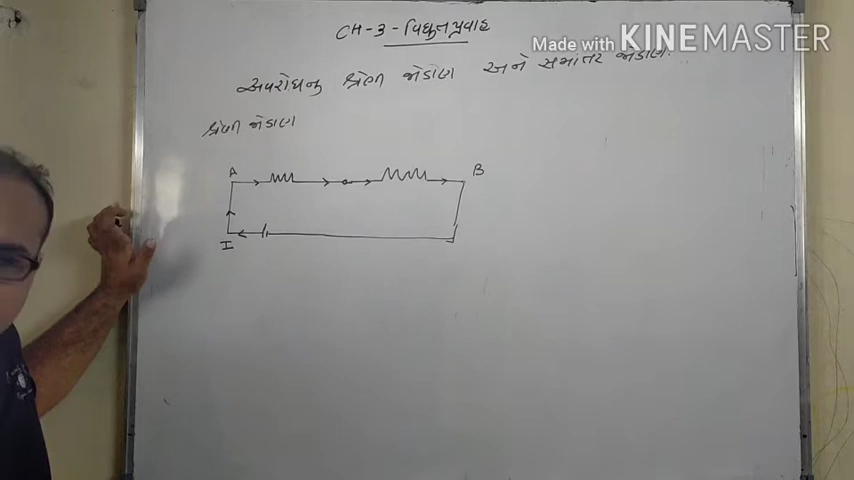 CH-3-વિદ્યુતપ્રવાહ
Made with KINEMASTER
અવરોધનુ શ્રેણી જોડાણ અને સમાંતર જોડાણ.
શ્રેણી જોડાણ
A B
I